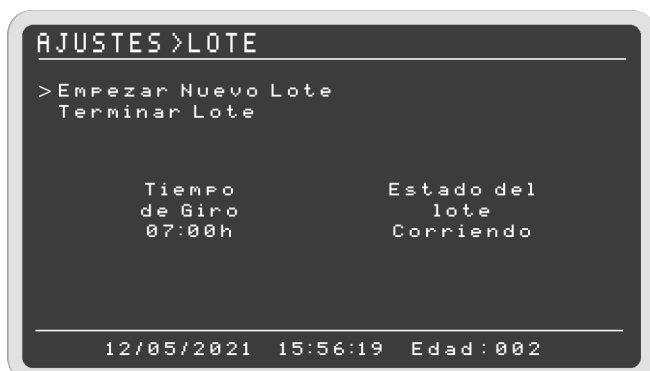 AJUSTES>LOTE
>Empezar Nuevo Lote
Terminar Lote
Tiempo
de Giro
07:00h
Estado del
lote
Corriendo
12/05/2021 15:56:19 Edad:002